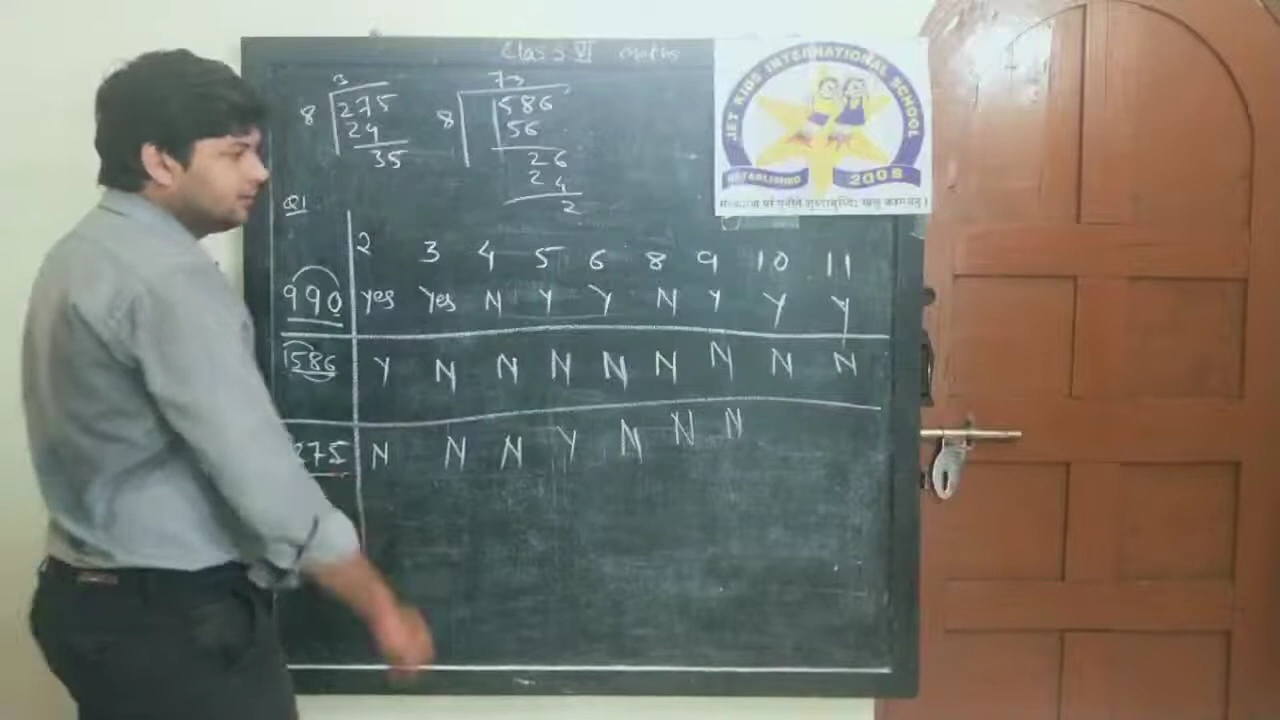 Class VI Maths
3
8 275
24
35
73
8 586
56
26
24
2
Q1
2 3 4 5 6 8 9 10 11
990 Yes Yes N Y Y N Y Y Y
1586 Y N N N N N N N N
275 N N N Y N N N
JET KIDS INTERNATIONAL SCHOOL
ESTABLISHED 2008